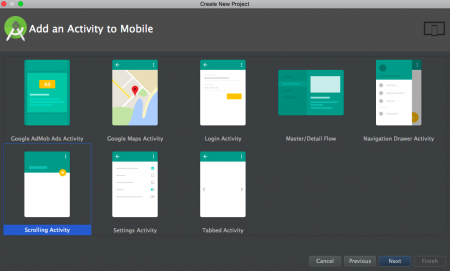 Create New Project
Add an Activity to Mobile
Ad
Google AdMob Ads Activity
Google Maps Activity
Login Activity
Master/Detail Flow
Navigation Drawer Activity
Scrolling Activity
Settings Activity
Tabbed Activity
Cancel
Previous
Next
Finish